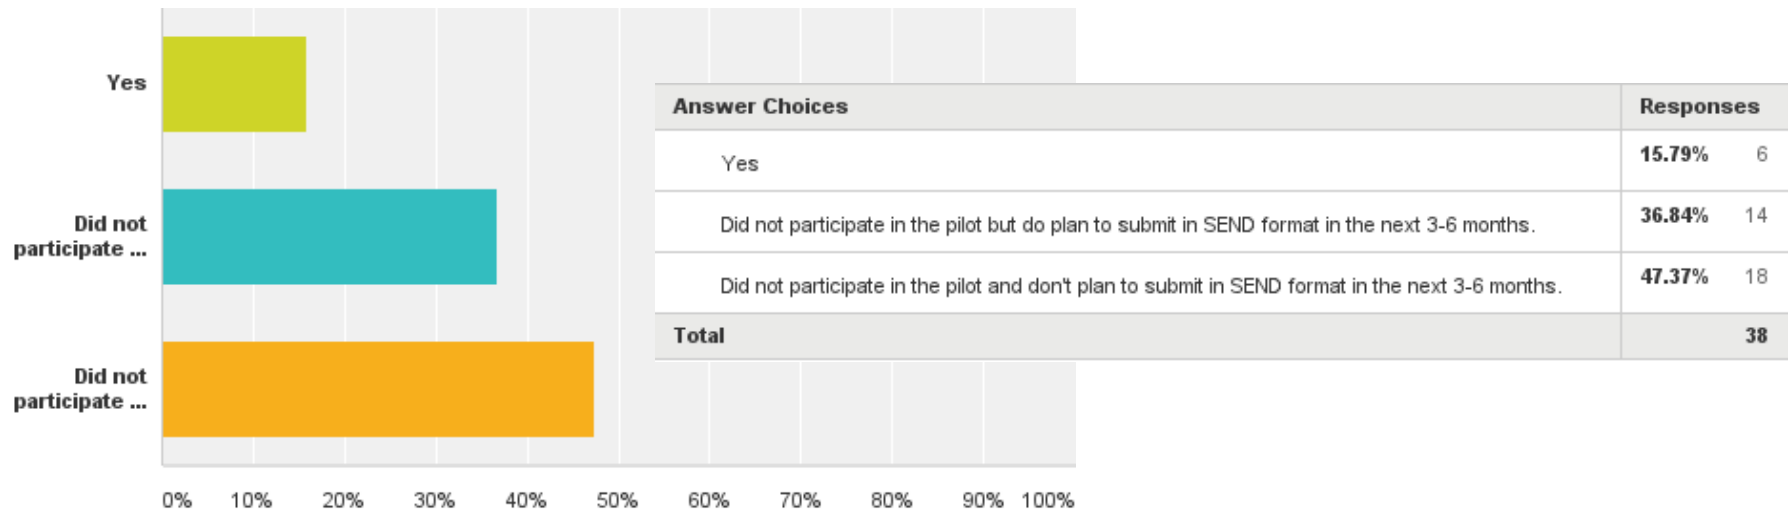 Yes
Did not
participate ...
Did not
participate ...
0% 10% 20% 30% 40% 50% 60% 70% 80% 90% 100%
Answer Choices Responses
Yes 15.79% 6
Did not participate in the pilot but do plan to submit in SEND format in the next 3-6 months. 36.84% 14
Did not participate in the pilot and don't plan to submit in SEND format in the next 3-6 months. 47.37% 18
Total 38